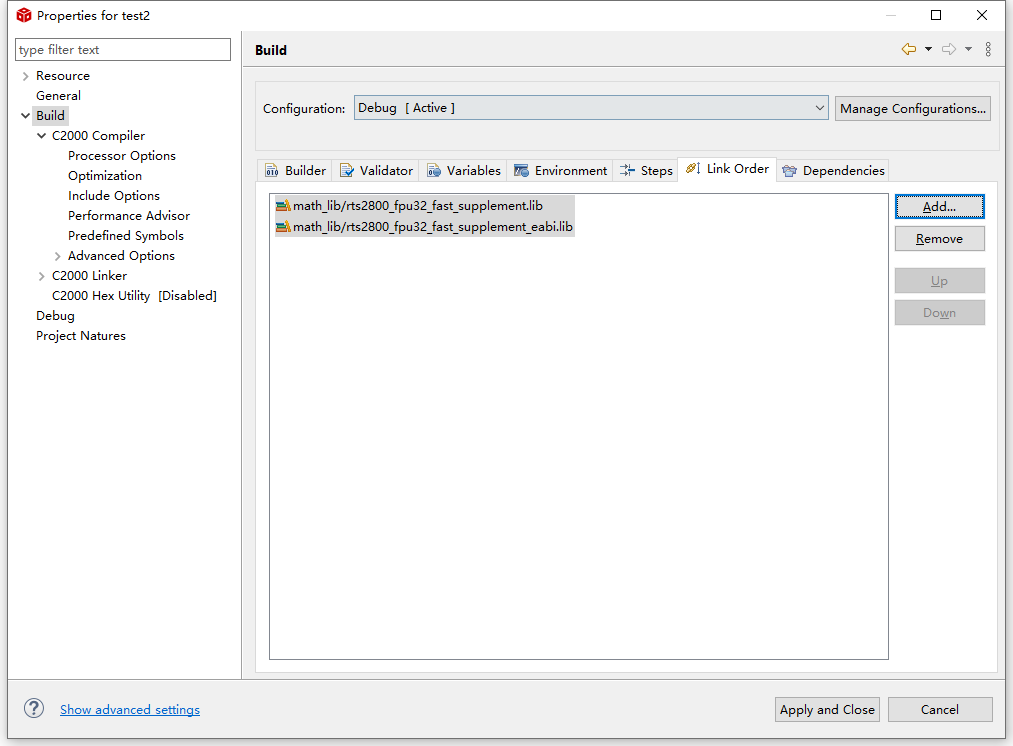 Properties for test2
type filter text
Resource
General
Build
C2000 Compiler
Processor Options
Optimization
Include Options
Performance Advisor
Predefined Symbols
Advanced Options
C2000 Linker
C2000 Hex Utility [Disabled]
Debug
Project Natures
Build
Configuration: Debug [ Active ] Manage Configurations...
Builder Validator Variables Environment Steps Link Order Dependencies
math_lib/rts2800_fpu32_fast_supplement.lib
math_lib/rts2800_fpu32_fast_supplement_eabi.lib
Add...
Remove
Up
Down
Show advanced settings
Apply and Close Cancel